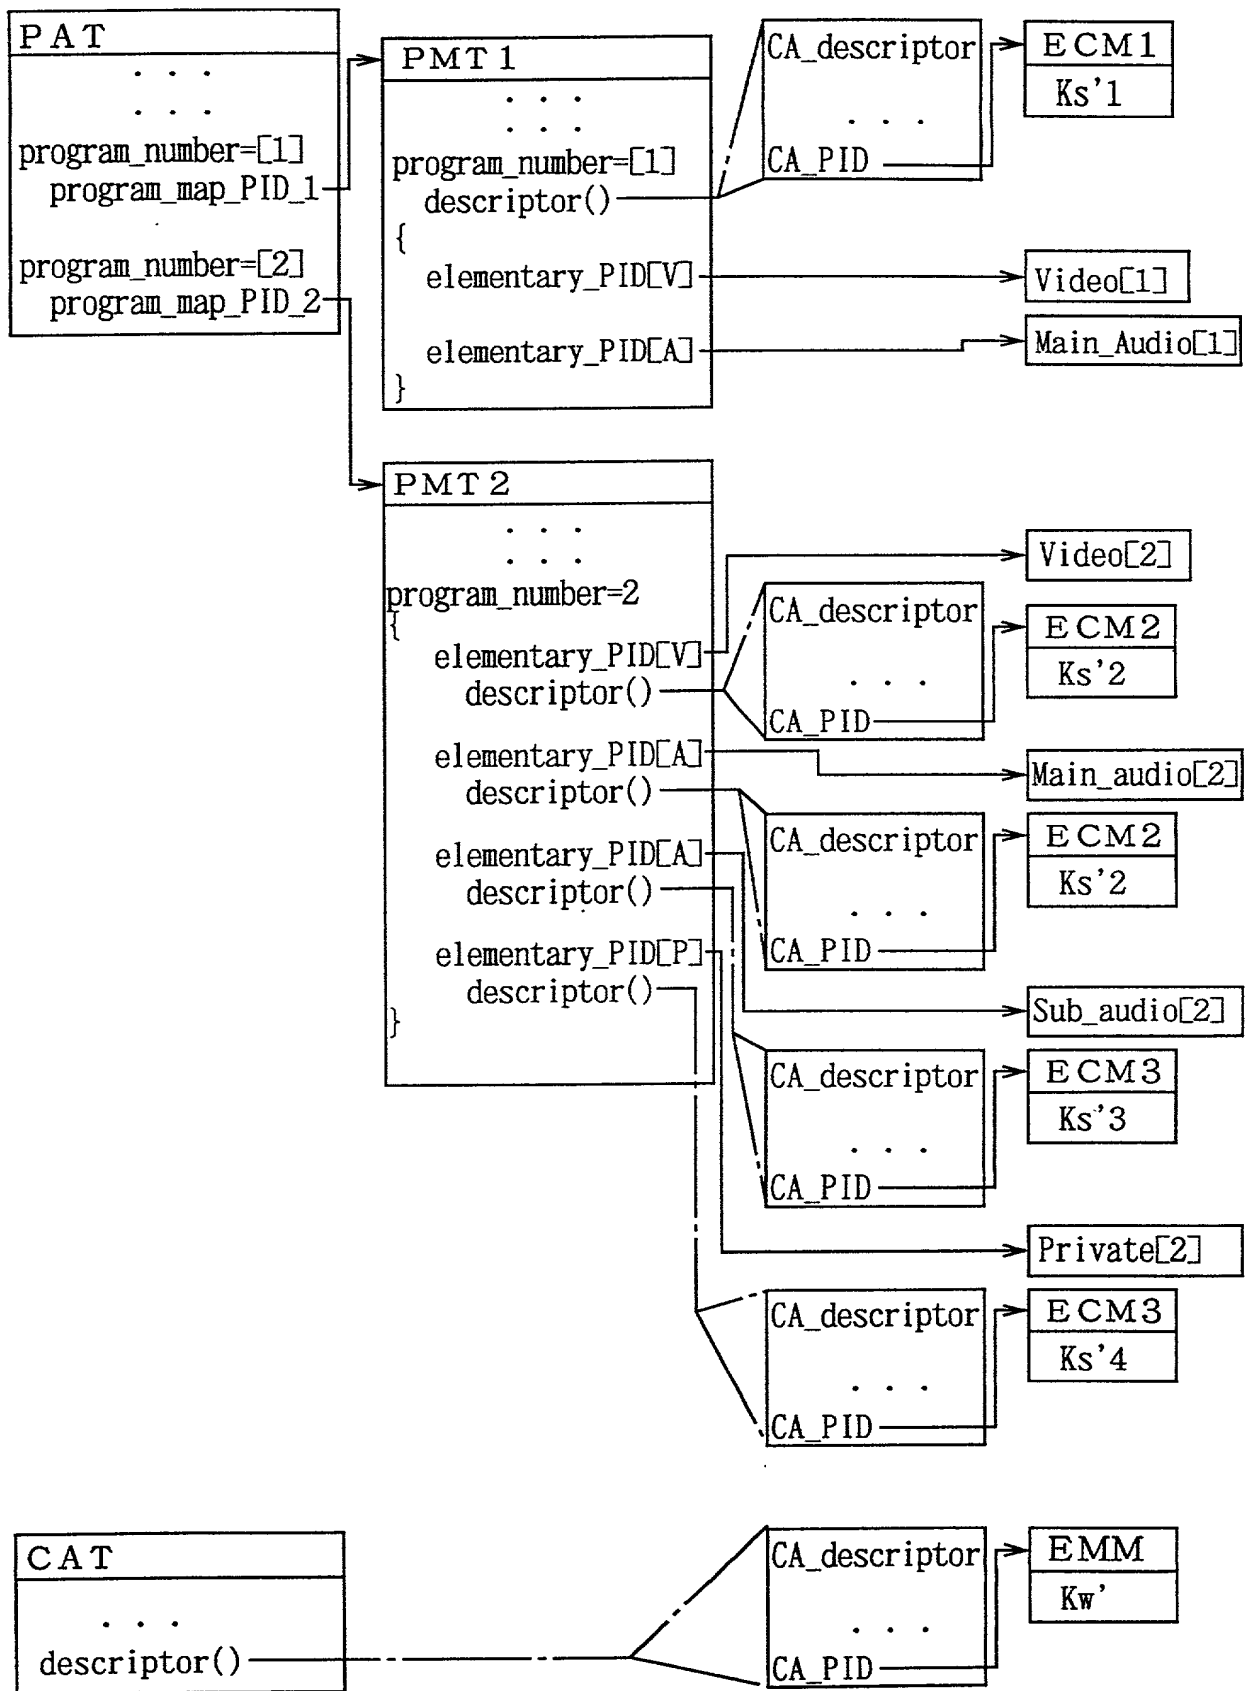 PAT
. . .
. . .
program_number=[1]
program_map_PID_1
program_number=[2]
program_map_PID_2
PMT1
. . .
. . .
program_number=[1]
descriptor()
{
elementary_PID[V]
elementary_PID[A]
}
CA_descriptor
. . .
CA_PID
ECM1
Ks'1
Video[1]
Main_Audio[1]
PMT2
. . .
. . .
program_number=2
{
elementary_PID[V]
descriptor()
elementary_PID[A]
descriptor()
elementary_PID[A]
descriptor()
elementary_PID[P]
descriptor()
}
Video[2]
CA_descriptor
. . .
CA_PID
ECM2
Ks'2
Main_audio[2]
CA_descriptor
. . .
CA_PID
ECM2
Ks'2
Sub_audio[2]
CA_descriptor
. . .
CA_PID
ECM3
Ks'3
Private[2]
CA_descriptor
. . .
CA_PID
ECM3
Ks'4
CAT
. . .
descriptor()
CA_descriptor
. . .
CA_PID
EMM
Kw'